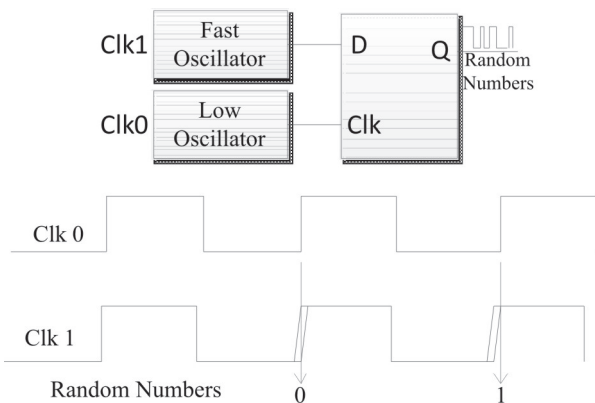 Clk1
Fast
Oscillator
D
Q
Random
Numbers
Clk0
Low
Oscillator
Clk
Clk 0
Clk 1
Random Numbers
0
1